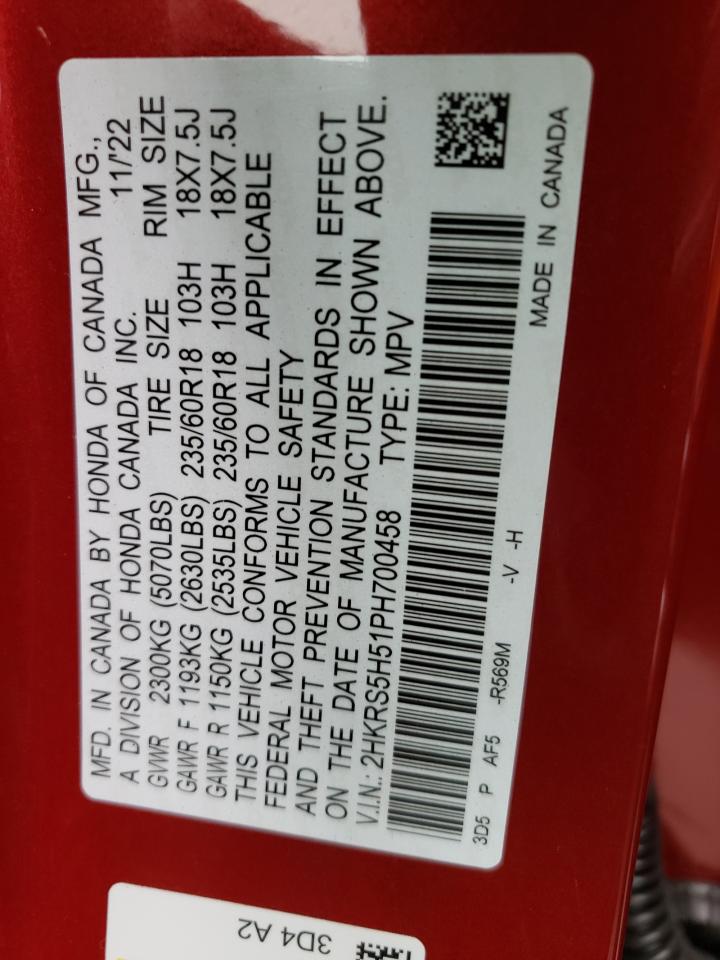 MFD. IN CANADA BY HONDA OF CANADA MFG.,
A DIVISION OF HONDA CANADA INC. 11/'22
GVWR 2300KG (5070LBS) TIRE SIZE RIM SIZE
GAWR F 1193KG (2630LBS) 235/60R18 103H 18X7.5J
GAWR R 1150KG (2535LBS) 235/60R18 103H 18X7.5J
THIS VEHICLE CONFORMS TO ALL APPLICABLE
FEDERAL MOTOR VEHICLE SAFETY
AND THEFT PREVENTION STANDARDS IN EFFECT
ON THE DATE OF MANUFACTURE SHOWN ABOVE.
V.I.N.: 2HKRS5H51PH700458 TYPE: MPV
3D5 P AF5 -R569M -V -H MADE IN CANADA
3D4 A2